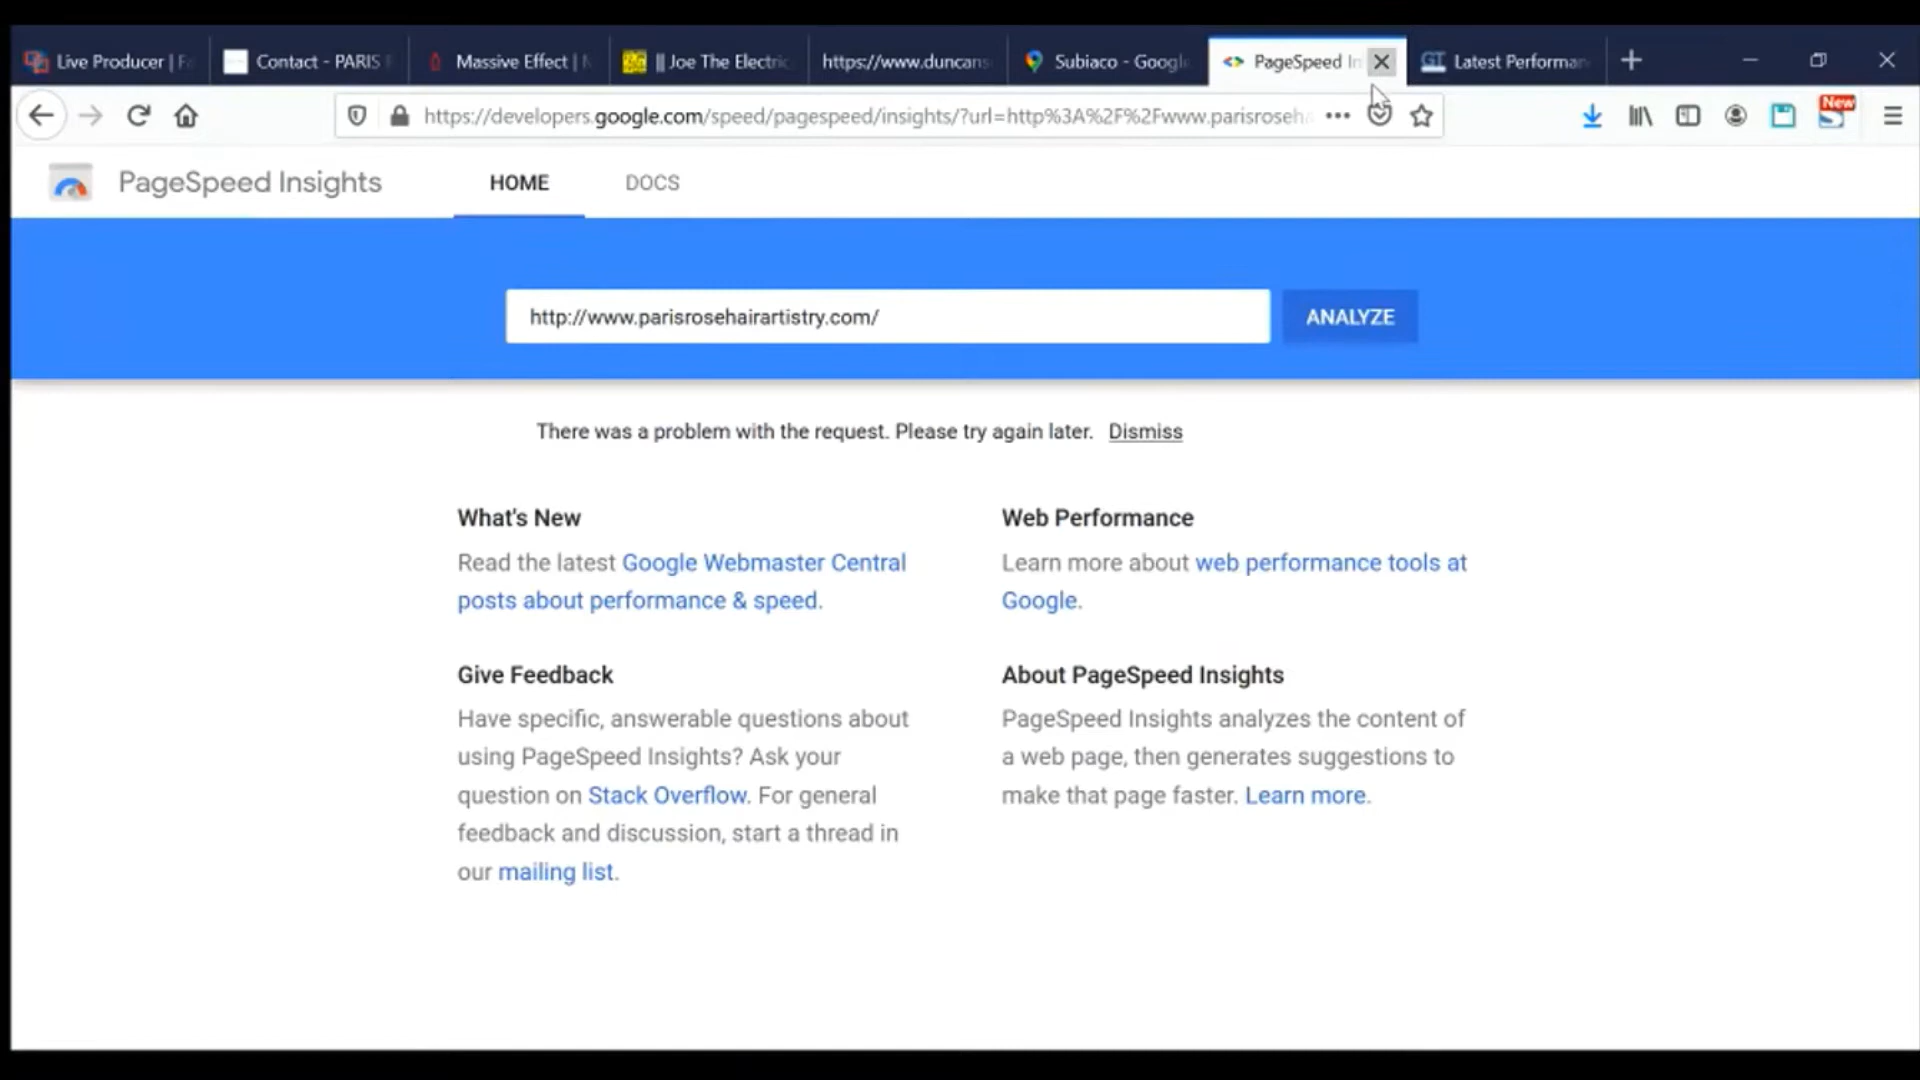 Live Producer | F
Contact - PARIS
Massive Effect |
|| Joe The Electric
https://www.duncans
Subiaco - Google
PageSpeed In
GT
Latest Performan
https://developers.google.com/speed/pagespeed/insights/?url=http%3A%2F%2Fwww.parisroseha
New
PageSpeed Insights
HOME
DOCS
http://www.parisrosehairartistry.com/
ANALYZE
There was a problem with the request. Please try again later. Dismiss
What's New
Read the latest Google Webmaster Central
posts about performance & speed.
Web Performance
Learn more about web performance tools at
Google.
Give Feedback
Have specific, answerable questions about
using PageSpeed Insights? Ask your
question on Stack Overflow. For general
feedback and discussion, start a thread in
our mailing list.
About PageSpeed Insights
PageSpeed Insights analyzes the content of
a web page, then generates suggestions to
make that page faster. Learn more.